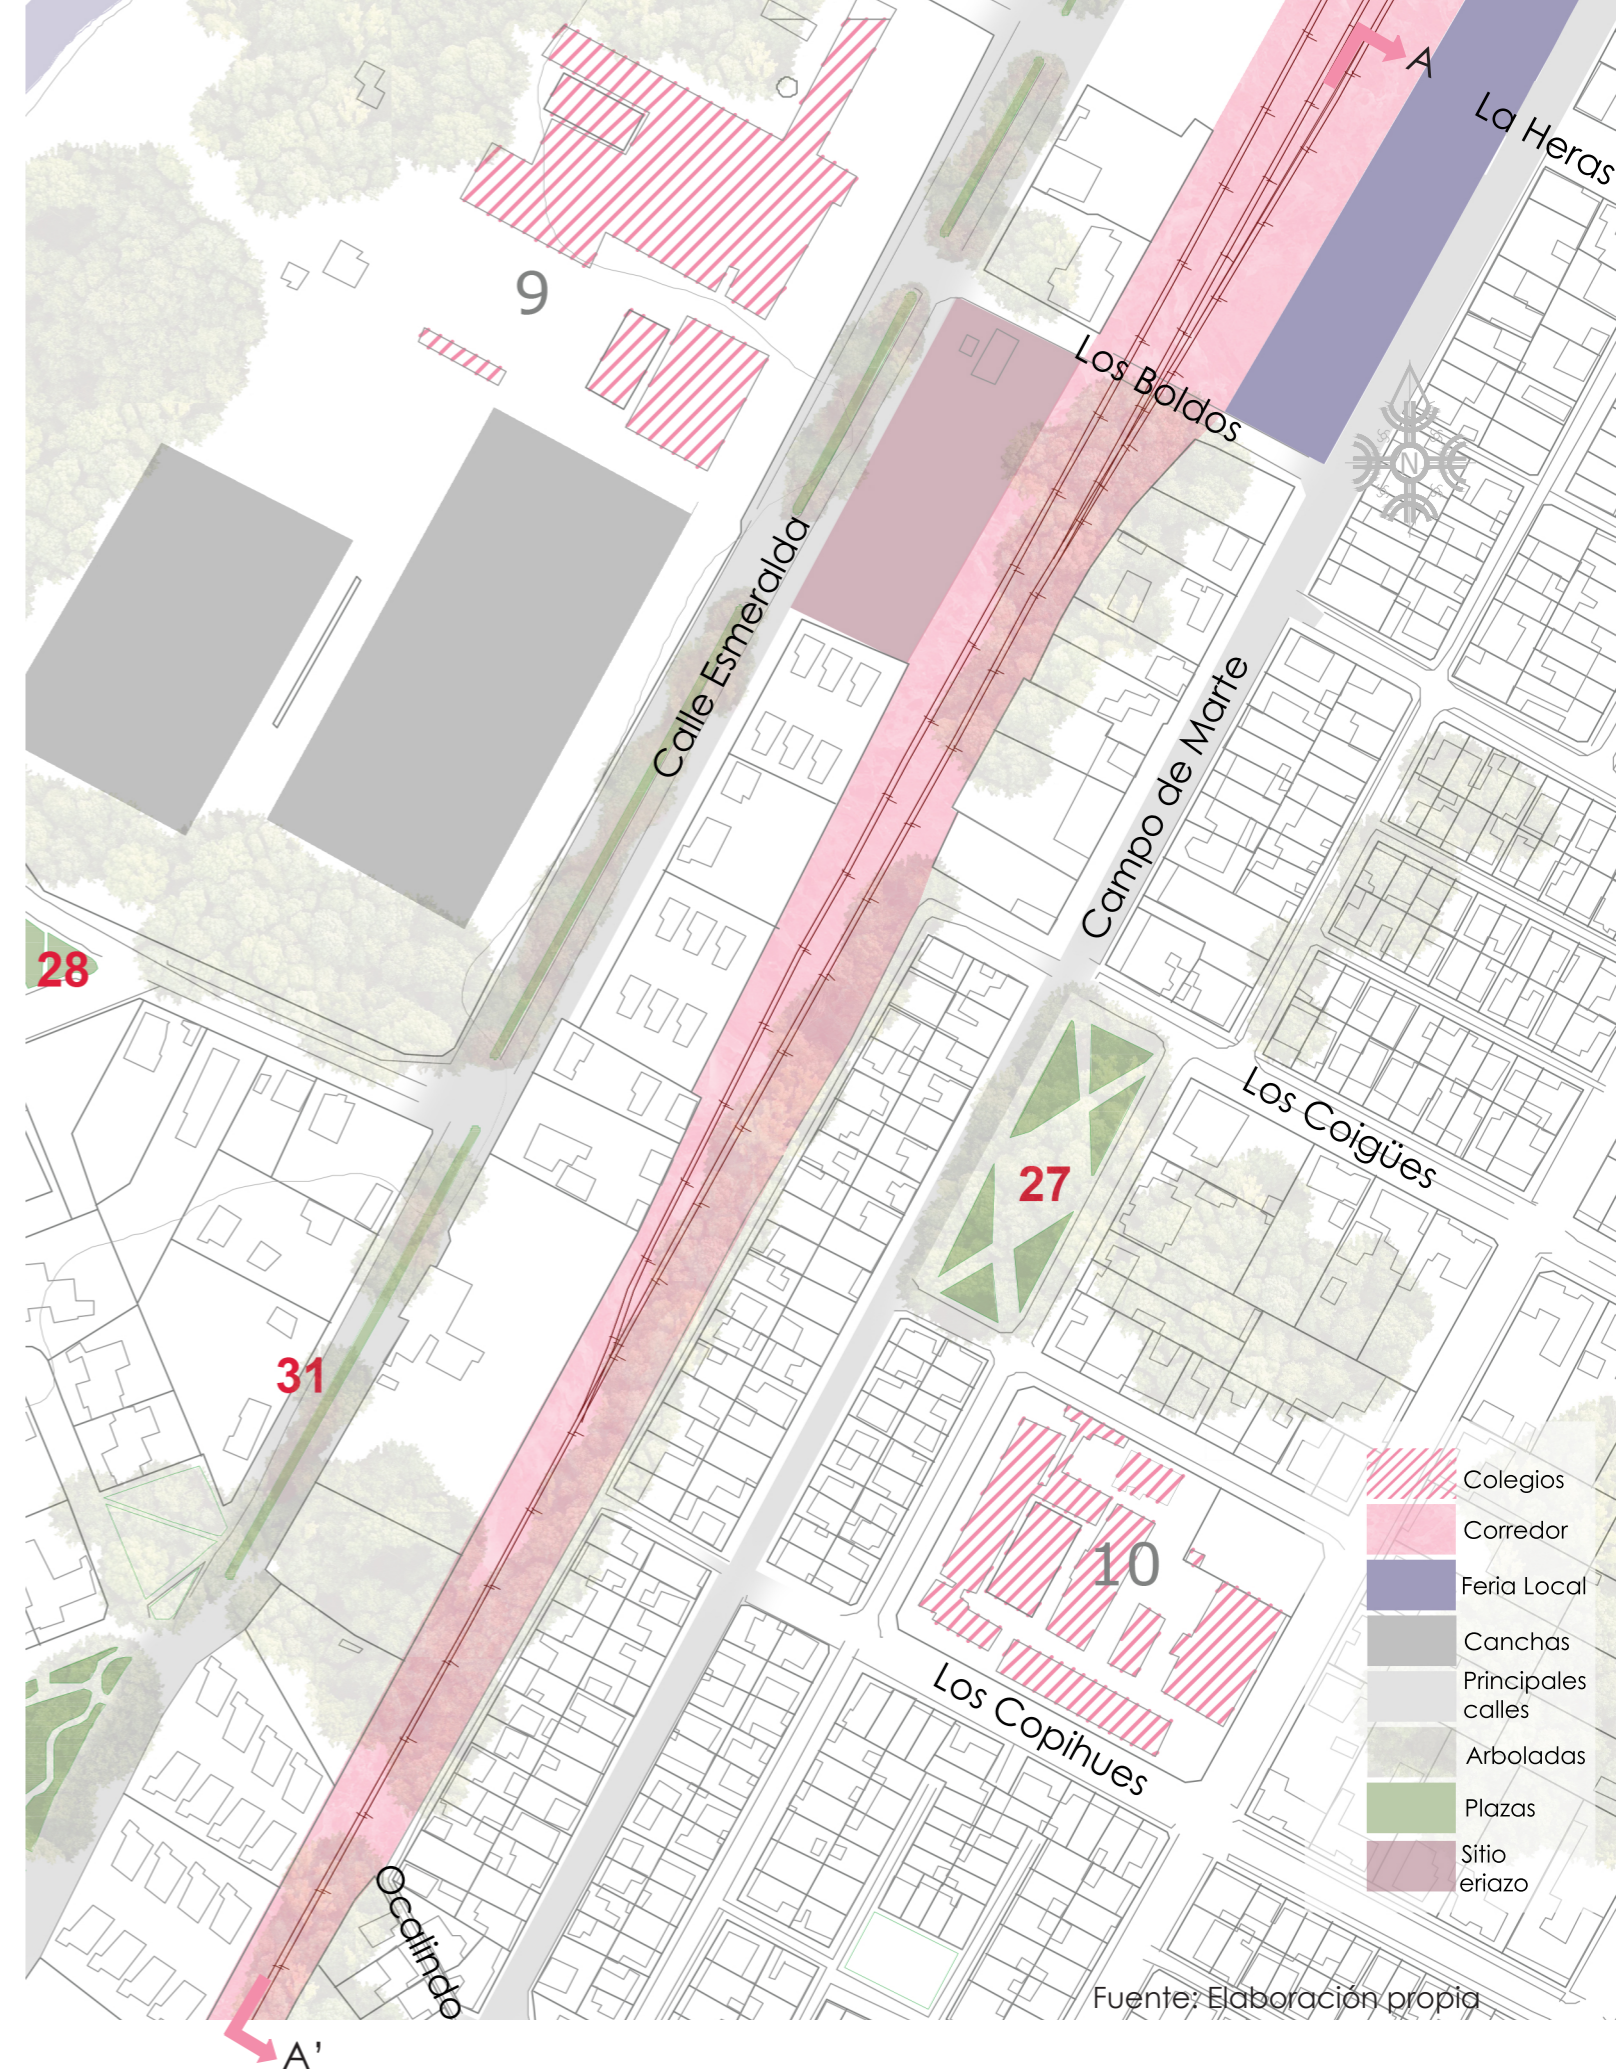 A
La Heras
9
Los Boldos
N
Calle Esmeralda
Campo de Marte
28
Los Coigües
27
31
10
Colegios
Corredor
Feria Local
Canchas
Principales
calles
Arboladas
Plazas
Sitio
eriazo
Los Copihues
Ocalindo
Fuente: Elaboración propia
A’